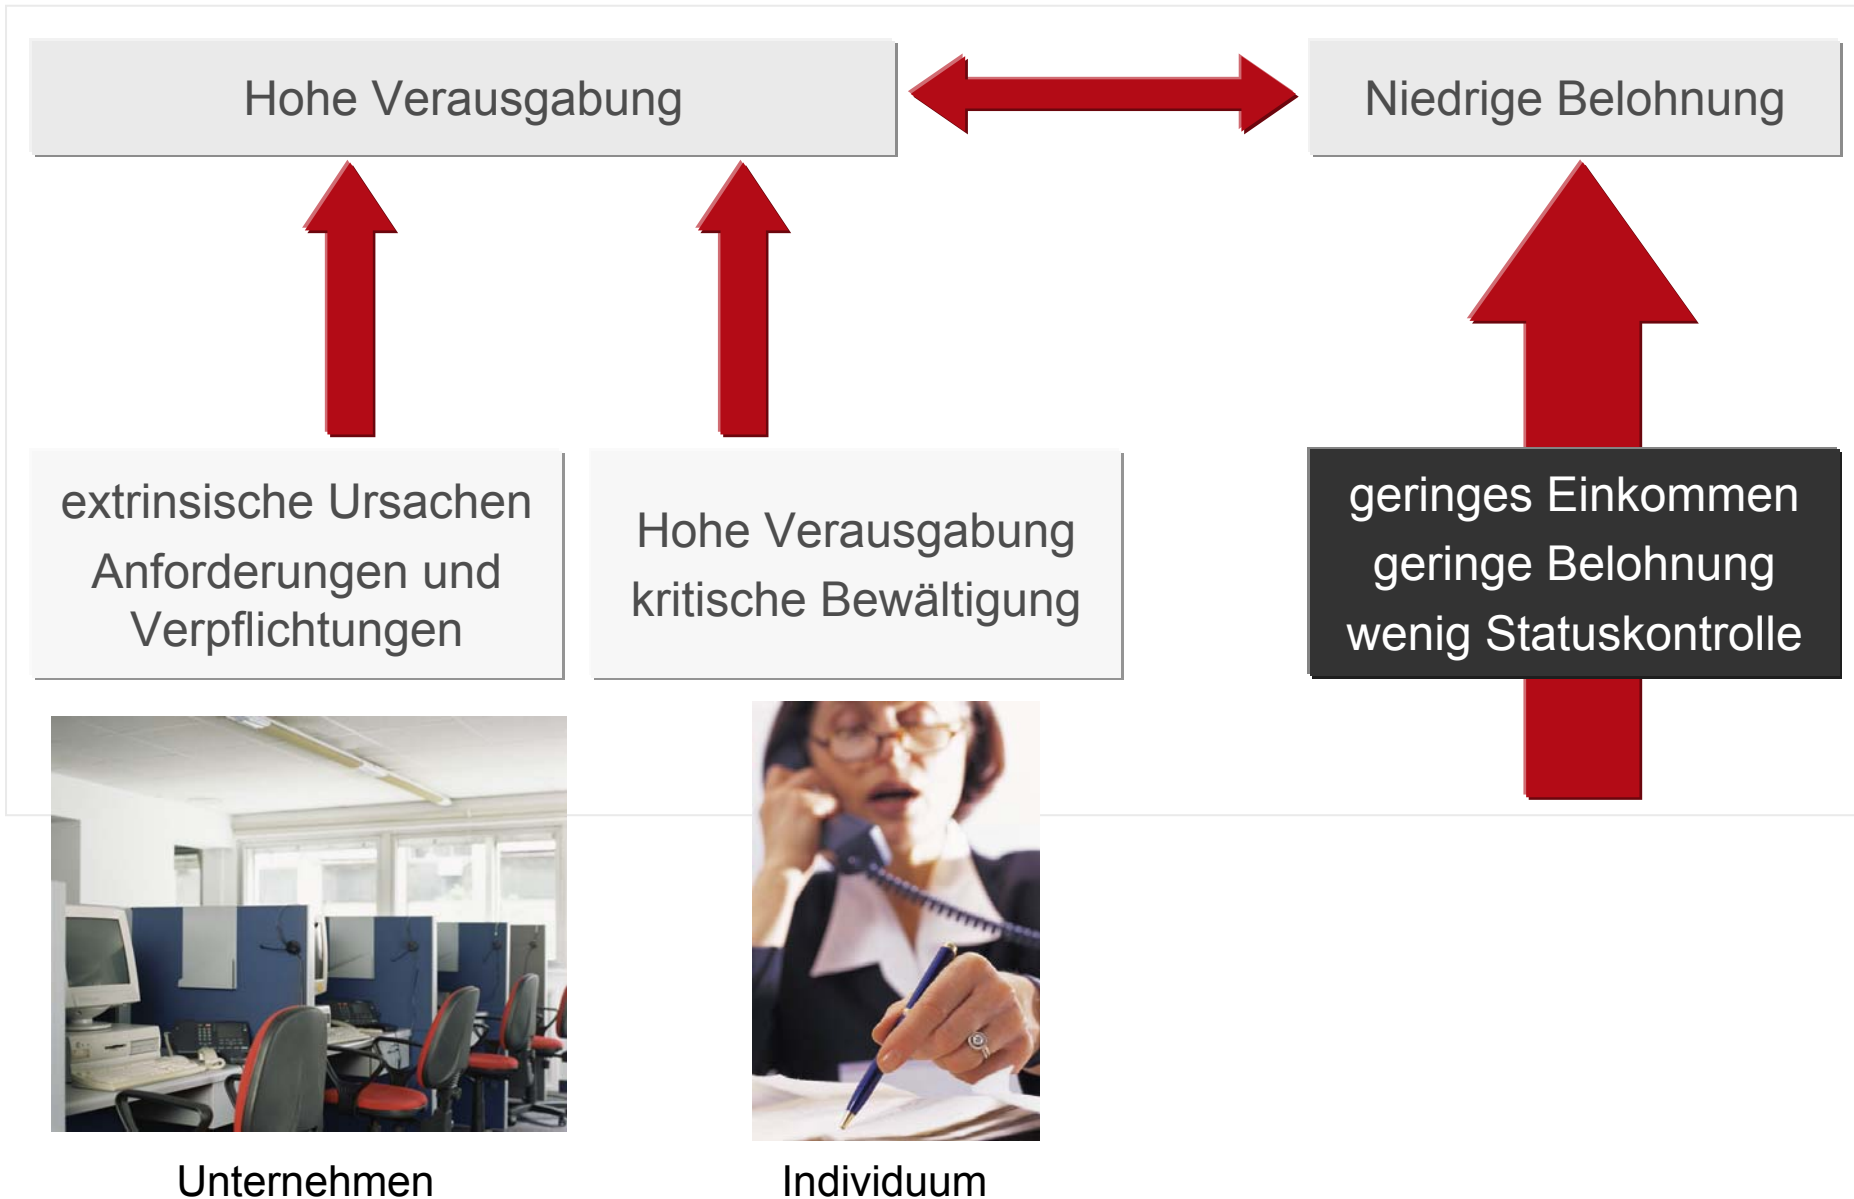 Hohe Verausgabung
Niedrige Belohnung
extrinsische Ursachen
Anforderungen und
Verpflichtungen
Hohe Verausgabung
kritische Bewältigung
geringes Einkommen
geringe Belohnung
wenig Statuskontrolle
Unternehmen
Individuum